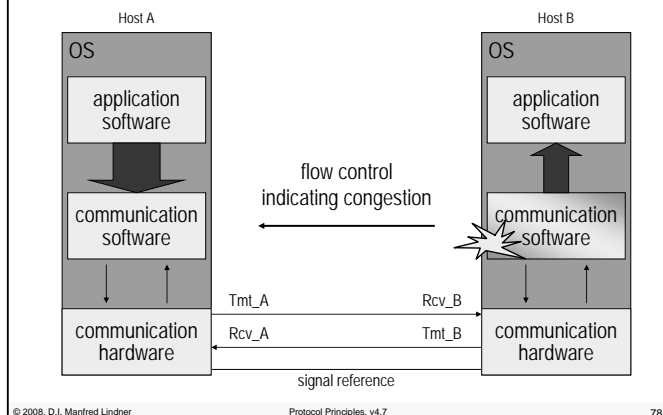 Host A
Host B
OS
OS
application
software
application
software
flow control
indicating congestion
communication
software
communication
software
Tmt_A
Rcv_B
Rcv_A
Tmt_B
communication
hardware
communication
hardware
signal reference
© 2008, D.I. Manfred Lindner
Protocol Principles, v4.7
78